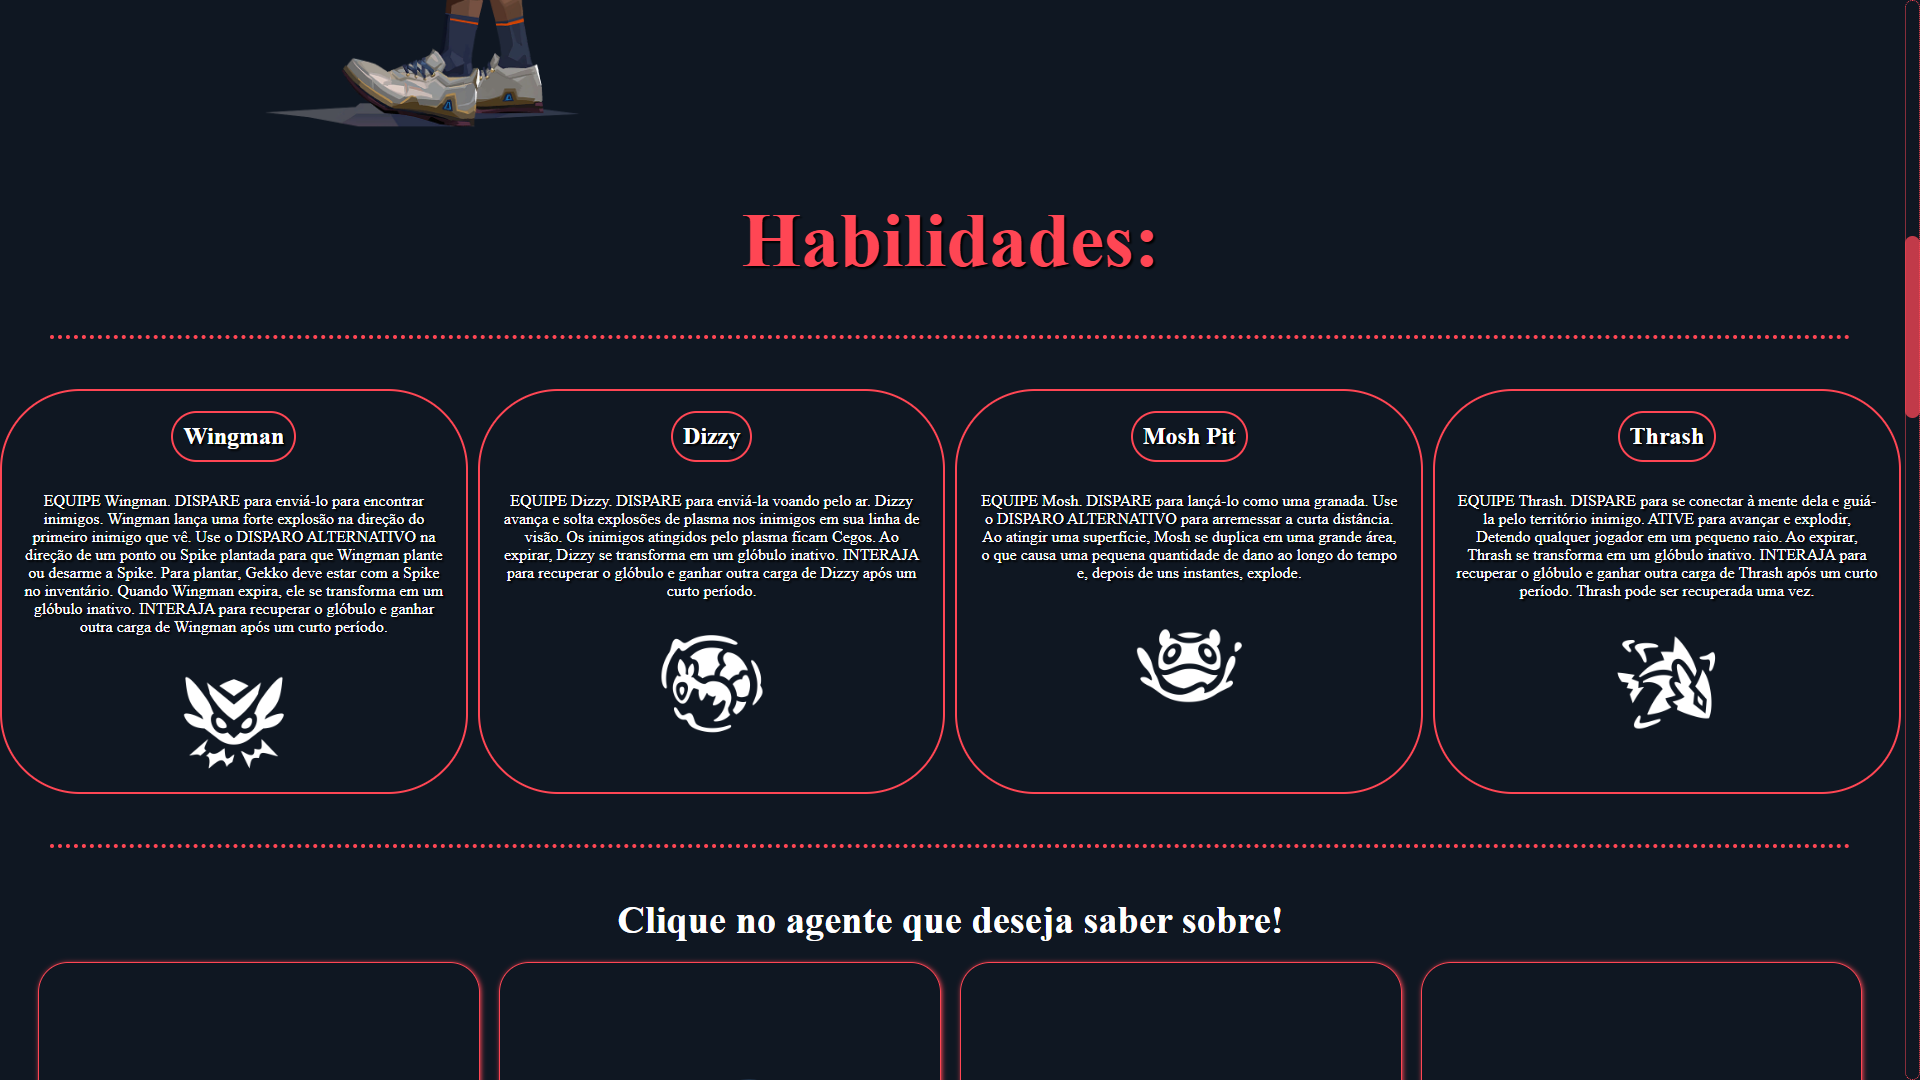 Habilidades:
Wingman
EQUIPE Wingman. DISPARE para enviá-lo para encontrar
inimigos. Wingman lança uma forte explosão na direção do
primeiro inimigo que vê. Use o DISPARO ALTERNATIVO na
direção de um ponto ou Spike plantada para que Wingman plante
ou desarme a Spike. Para plantar, Gekko deve estar com a Spike
no inventário. Quando Wingman expira, ele se transforma em um
glóbulo inativo. INTERAJA para recuperar o glóbulo e ganhar
outra carga de Wingman após um curto período.
Dizzy
EQUIPE Dizzy. DISPARE para enviá-la voando pelo ar. Dizzy
avança e solta explosões de plasma nos inimigos em sua linha de
visão. Os inimigos atingidos pelo plasma ficam Cegos. Ao
expirar, Dizzy se transforma em um glóbulo inativo. INTERAJA
para recuperar o glóbulo e ganhar outra carga de Dizzy após um
curto período.
Mosh Pit
EQUIPE Mosh. DISPARE para lançá-lo como uma granada. Use
o DISPARO ALTERNATIVO para arremessar a curta distância.
Ao atingir uma superfície, Mosh se duplica em uma grande área,
o que causa uma pequena quantidade de dano ao longo do tempo
e, depois de uns instantes, explode.
Thrash
EQUIPE Thrash. DISPARE para se conectar à mente dela e guiá-
la pelo território inimigo. ATIVE para avançar e explodir,
Detendo qualquer jogador em um pequeno raio. Ao expirar,
Thrash se transforma em um glóbulo inativo. INTERAJA para
recuperar o glóbulo e ganhar outra carga de Thrash após um curto
período. Thrash pode ser recuperada uma vez.
Clique no agente que deseja saber sobre!